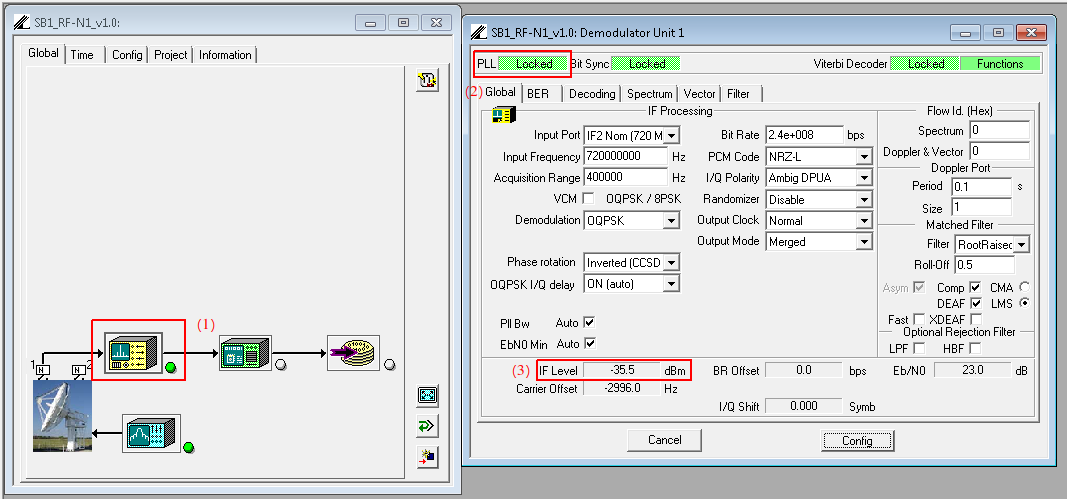 SB1_RF-N1_v1.0:
Global Time Config Project Information
(1)
1 2
N N
SB1_RF-N1_v1.0: Demodulator Unit 1
PLL Locked Bit Sync Locked Viterbi Decoder Locked Functions
(2) Global BER Decoding Spectrum Vector Filter
IF Processing
Input Port IF2 Nom (720 M
Input Frequency 720000000 Hz
Acquisition Range 400000 Hz
VCM OQPSK / 8PSK
Demodulation OQPSK
Phase rotation Inverted (CCSD
OQPSK I/Q delay ON (auto)
Pll Bw Auto
EbN0 Min Auto
Bit Rate 2.4e+008 bps
PCM Code NRZ-L
I/Q Polarity Ambig DPUA
Randomizer Disable
Output Clock Normal
Output Mode Merged
Flow Id. (Hex)
Spectrum 0
Doppler & Vector 0
Doppler Port
Period 0.1 s
Size 1
Matched Filter
Filter RootRaised
Roll-Off 0.5
Asym Comp CMA
DEAF LMS
Fast XDEAF
Optional Rejection Filter
LPF HBF
(3) IF Level -35.5 dBm BR Offset 0.0 bps Eb/N0 23.0 dB
Carrier Offset -2996.0 Hz
I/Q Shift 0.000 Symb
Cancel Config